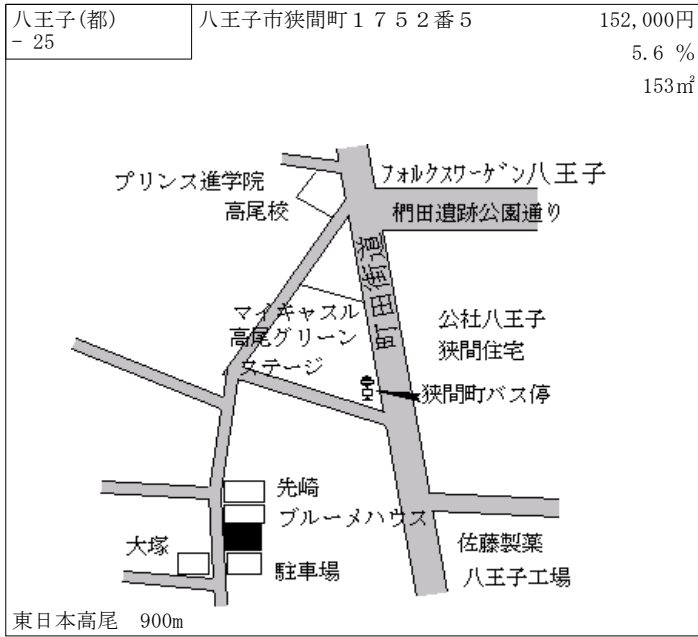 八王子(都)
- 25
八王子市狭間町１７５２番５
152,000円
5.6 %
153㎡
プリンス進学院
高尾校
ﾌｫﾙｸｽﾜｰｹﾞﾝ八王子
椚田遺跡公園通り
町田街道
マイキャスル
高尾グリーン
ステージ
公社八王子
狭間住宅
狭間町バス停
先崎
ブルーメハウス
大塚
駐車場
佐藤製薬
八王子工場
東日本高尾　900m